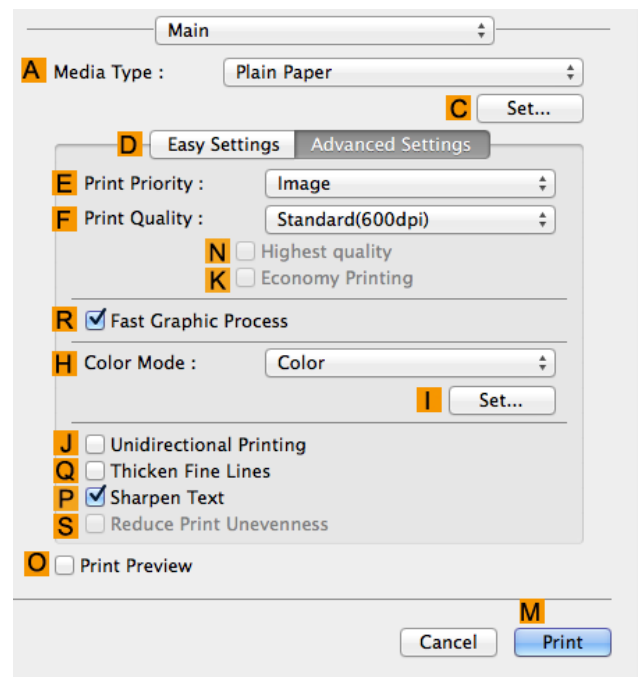 Main
A Media Type : Plain Paper
C Set...
D Easy Settings Advanced Settings
E Print Priority : Image
F Print Quality : Standard(600dpi)
N Highest quality
K Economy Printing
R Fast Graphic Process
H Color Mode : Color
I Set...
J Unidirectional Printing
Q Thicken Fine Lines
P Sharpen Text
S Reduce Print Unevenness
O Print Preview
M
Cancel Print